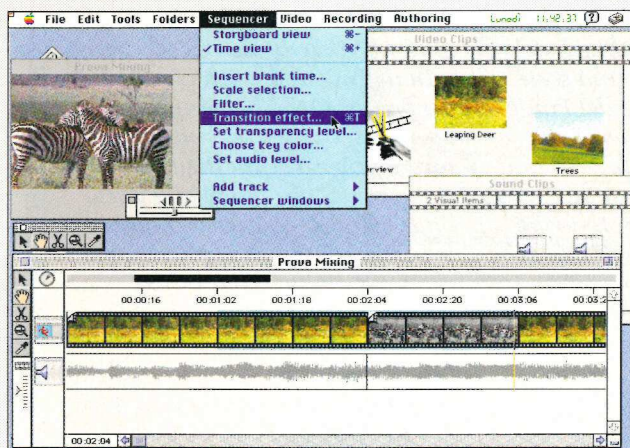 File Edit Tools Folders Sequencer Video Recording Authoring Lunedì 11:42:31
Storyboard view ⌘-
✓Time view ⌘+
Insert blank time...
Scale selection...
Filter...
Transition effect... ⌘T
Set transparency level...
Choose key color...
Set audio level...
Add track
Sequencer windows
Prova Mixing
Video Clips
Leaping Deer
Trees
Sound Clips
2 Visual Items
Prova Mixing
00:00:16 00:01:02 00:01:18 00:02:04 00:02:20 00:03:06
00:02:04